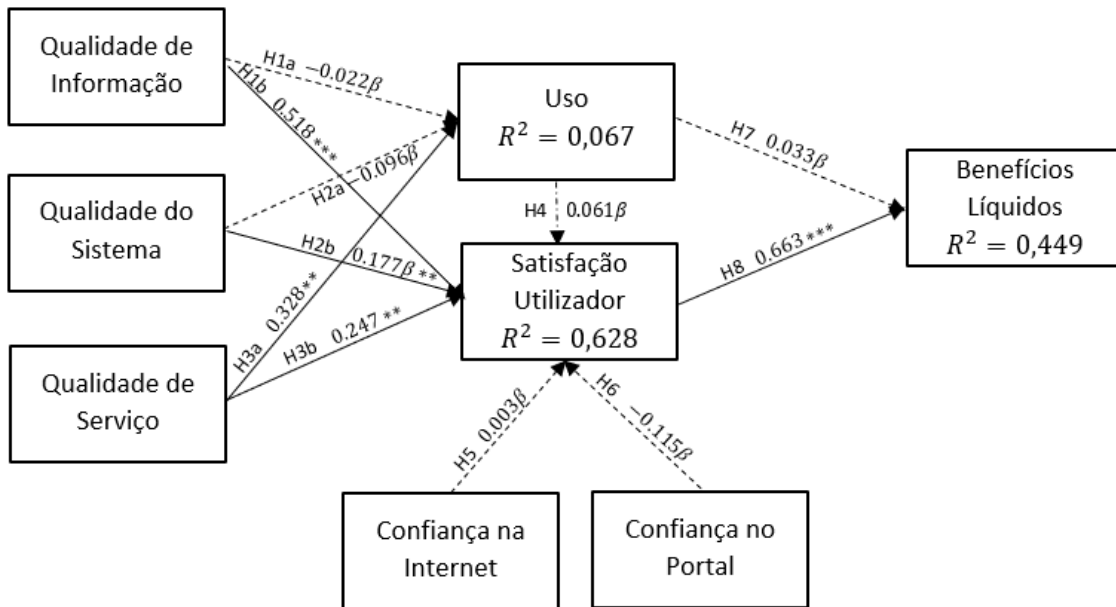 Qualidade de
Informação
H1a −0.022β
H1b 0.518***
Uso
R² = 0,067
H7 0.033β
Benefícios
Líquidos
R² = 0,449
Qualidade do
Sistema
H2a −0.096β
H2b 0.177β **
H4 0.061β
Satisfação
Utilizador
R² = 0,628
H8 0.663 ***
Qualidade de
Serviço
H3a 0.328**
H3b 0.247 **
H5 0.003β
H6 −0.115β
Confiança na
Internet
Confiança no
Portal